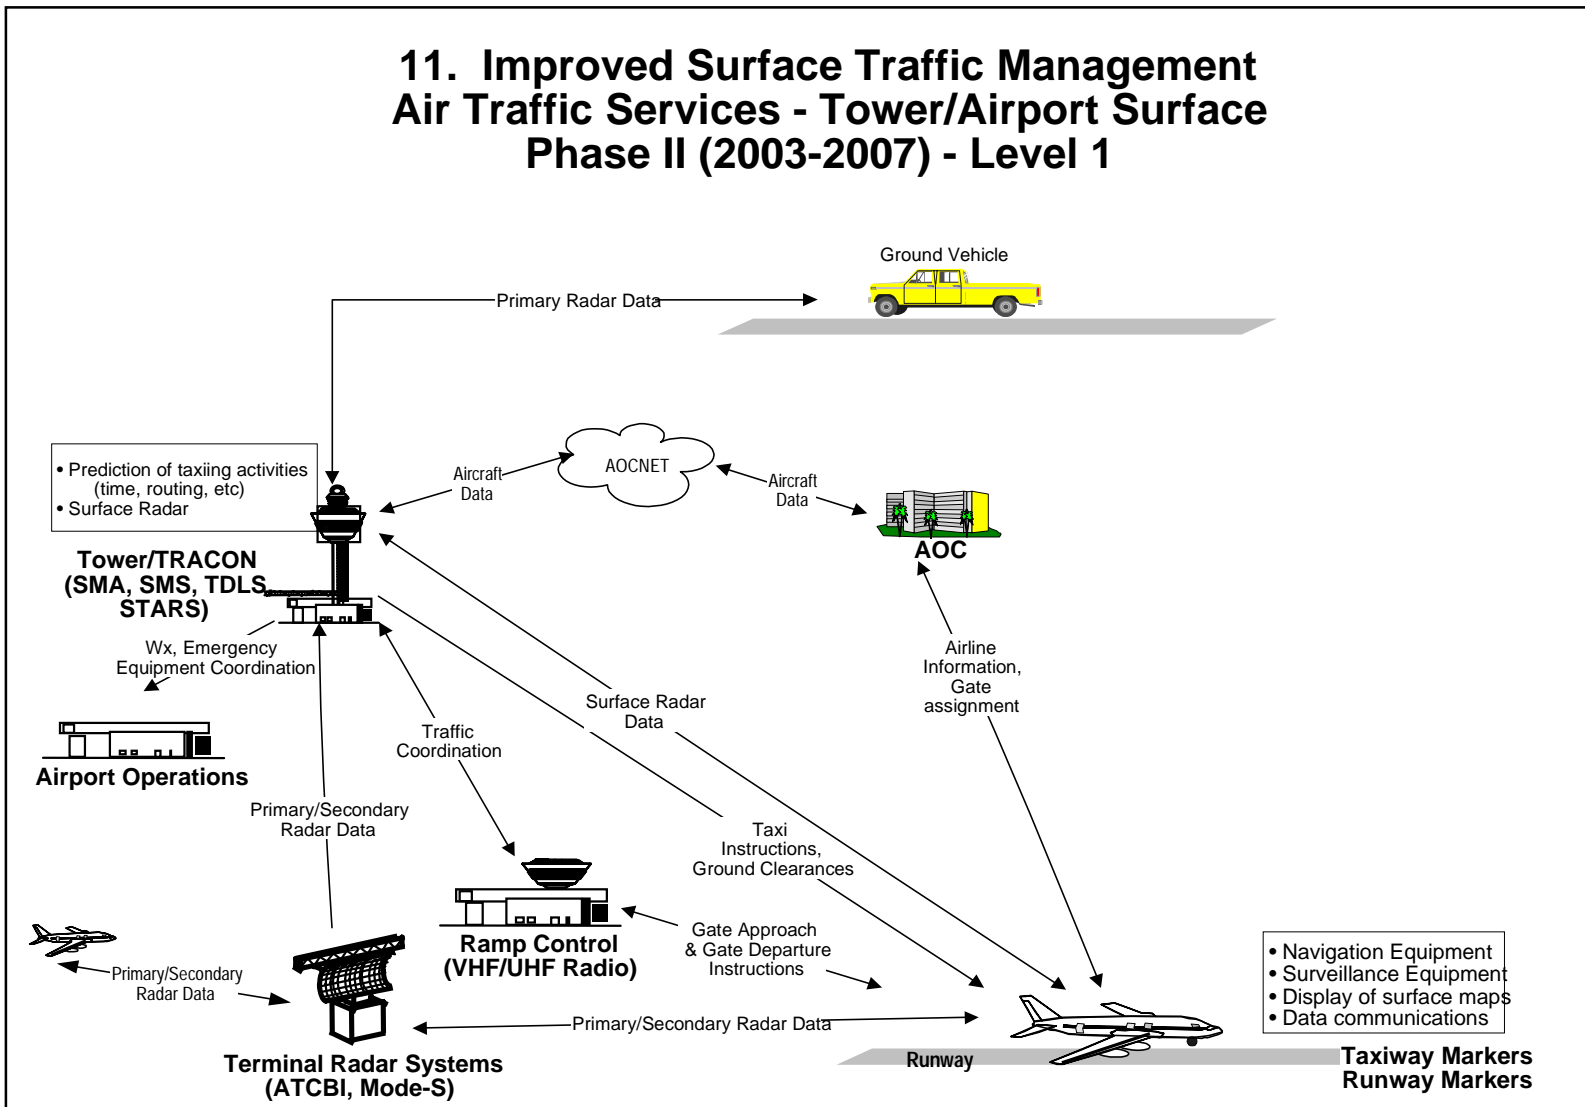 11. Improved Surface Traffic Management
Air Traffic Services - Tower/Airport Surface
Phase II (2003-2007) - Level 1
Ground Vehicle
Primary Radar Data
• Prediction of taxiing activities
(time, routing, etc)
• Surface Radar
Aircraft
Data
AOCNET
Aircraft
Data
AOC
Tower/TRACON
(SMA, SMS, TDLS
STARS)
Wx, Emergency
Equipment Coordination
Airline
Information,
Gate
assignment
Surface Radar
Data
Traffic
Coordination
Airport Operations
Primary/Secondary
Radar Data
Taxi
Instructions,
Ground Clearances
Ramp Control
(VHF/UHF Radio)
Gate Approach
& Gate Departure
Instructions
Primary/Secondary
Radar Data
Primary/Secondary Radar Data
• Navigation Equipment
• Surveillance Equipment
• Display of surface maps
• Data communications
Terminal Radar Systems
(ATCBI, Mode-S)
Runway
Taxiway Markers
Runway Markers